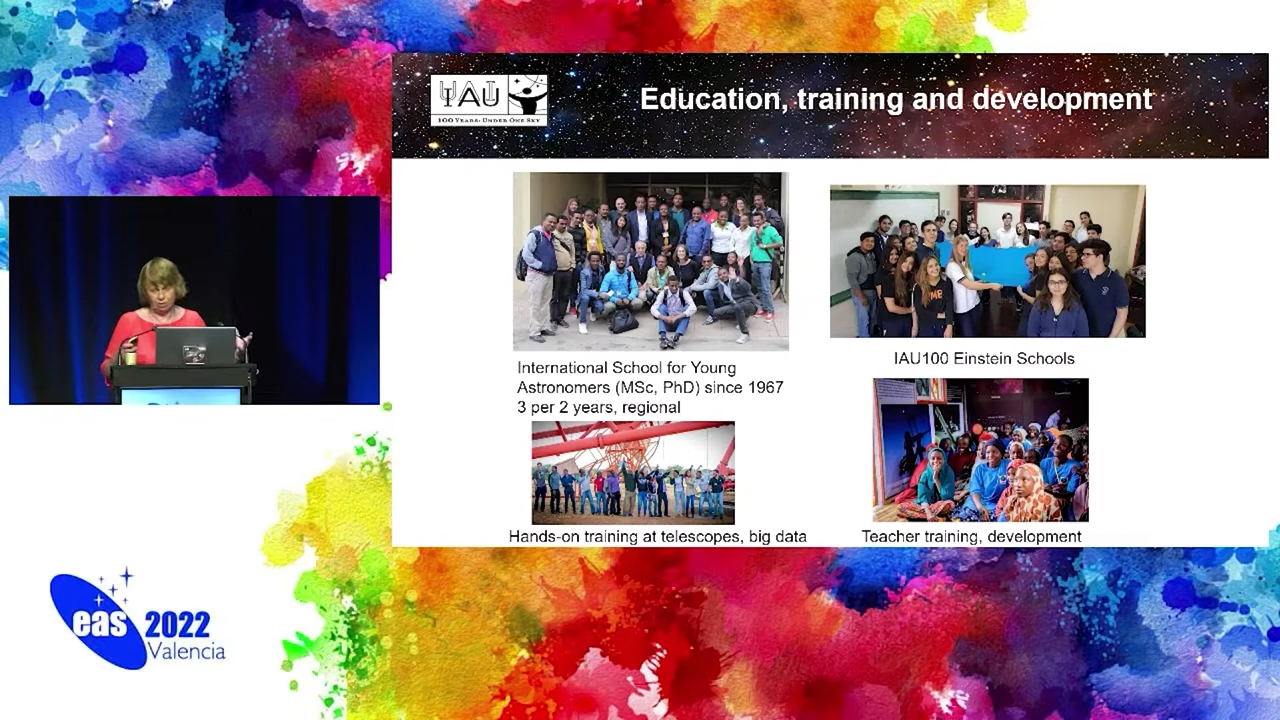 IAU
100 Years: Under One Sky
Education, training and development
International School for Young
Astronomers (MSc, PhD) since 1967
3 per 2 years, regional
IAU100 Einstein Schools
Hands-on training at telescopes, big data
Teacher training, development
eas 2022
Valencia